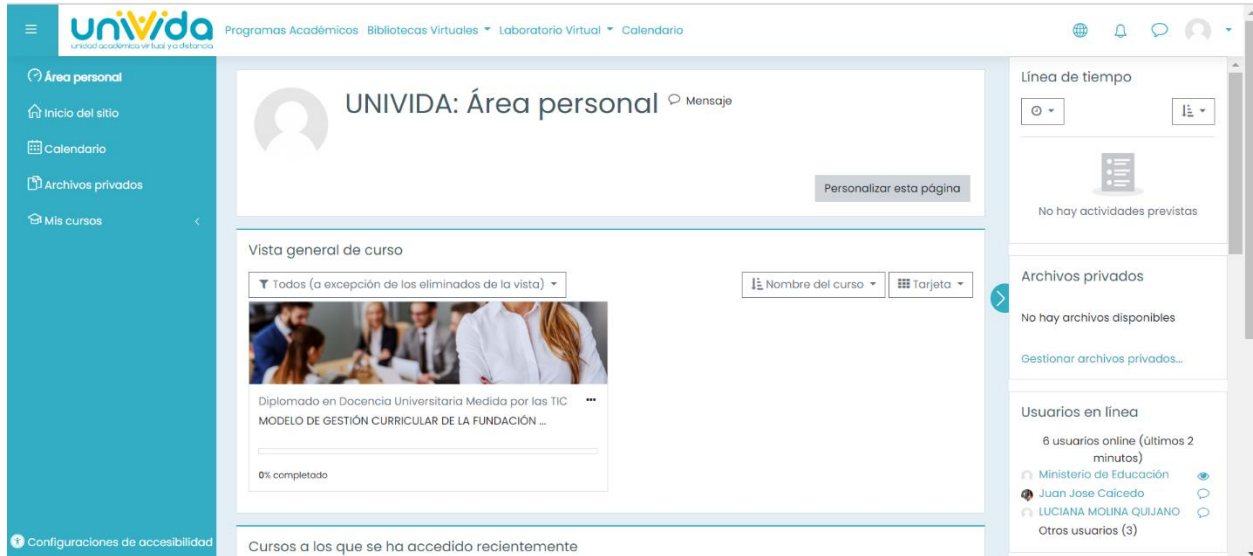 univida
unidad académica virtual y a distancia
Programas Académicos Bibliotecas Virtuales Laboratorio Virtual Calendario
Área personal
Inicio del sitio
Calendario
Archivos privados
Mis cursos
Configuraciones de accesibilidad
UNIVIDA: Área personal Mensaje
Personalizar esta página
Vista general de curso
Todos (a excepción de los eliminados de la vista) Nombre del curso Tarjeta
Diplomado en Docencia Universitaria Medida por las TIC
MODELO DE GESTIÓN CURRICULAR DE LA FUNDACIÓN ...
0% completado
Cursos a los que se ha accedido recientemente
Línea de tiempo
No hay actividades previstas
Archivos privados
No hay archivos disponibles
Gestionar archivos privados...
Usuarios en línea
6 usuarios online (últimos 2
minutos)
Ministerio de Educación
Juan Jose Caicedo
LUCIANA MOLINA QUIJANO
Otros usuarios (3)